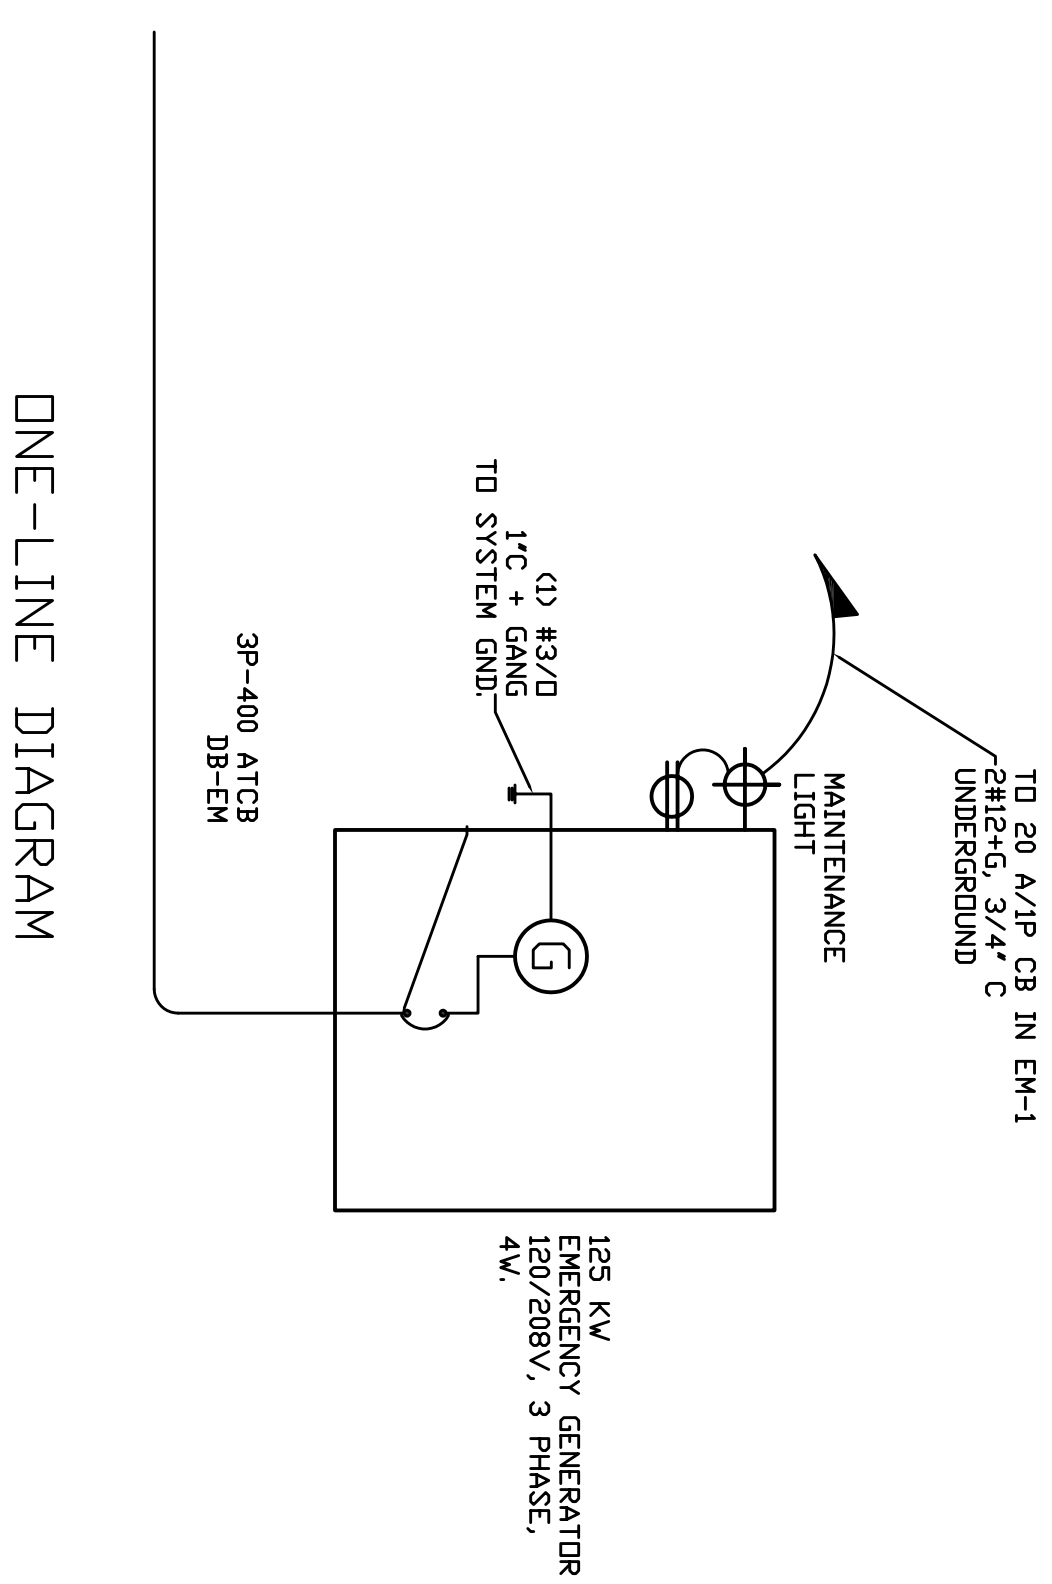 TO 20 A/1P CB IN EM-1
2#12+G, 3/4" C
UNDERGROUND
MAINTENANCE
LIGHT
(1) #3/0
1"C + GANG
TO SYSTEM GND.
G
125 KW
EMERGENCY GENERATOR
120/208V, 3 PHASE,
4W.
3P-400 ATCB
DB-EM
ONE-LINE DIAGRAM